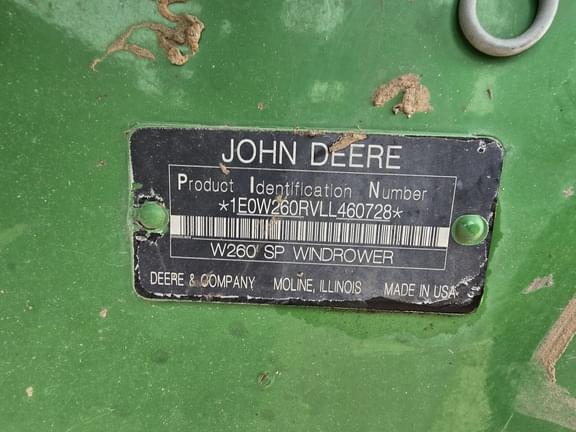 JOHN DEERE
Product Identification Number
*1E0W260RVLL460728*
W260 SP WINDROWER
DEERE & COMPANY MOLINE, ILLINOIS MADE IN USA